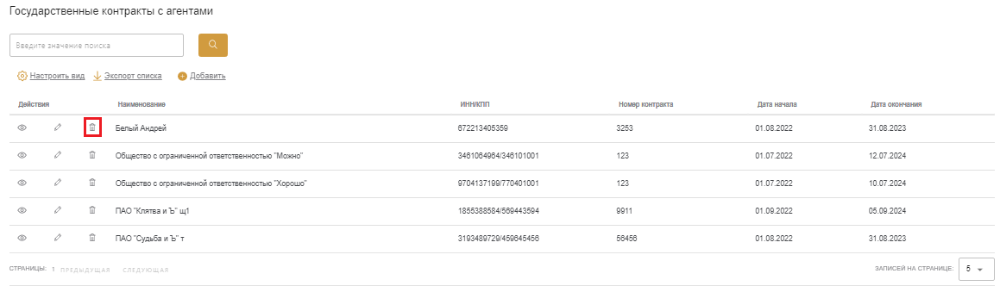 Государственные контракты с агентами
Введите значение поиска
Настроить вид Экспорт списка Добавить
Действия Наименование ИНН/КПП Номер контракта Дата начала Дата окончания
Белый Андрей 672213405359 3253 01.08.2022 31.08.2023
Общество с ограниченной ответственностью "Можно" 3461064964/346101001 123 01.07.2022 12.07.2024
Общество с ограниченной ответственностью "Хорошо" 9704137199/770401001 123 01.07.2022 10.07.2024
ПАО "Клятва и Ъ" щ1 1855388584/569443594 9911 01.09.2022 05.09.2024
ПАО "Судьба и Ъ" т 3193489729/459645456 56456 01.08.2022 31.08.2023
СТРАНИЦЫ: 1 ПРЕДЫДУЩАЯ СЛЕДУЮЩАЯ ЗАПИСЕЙ НА СТРАНИЦЕ: 5